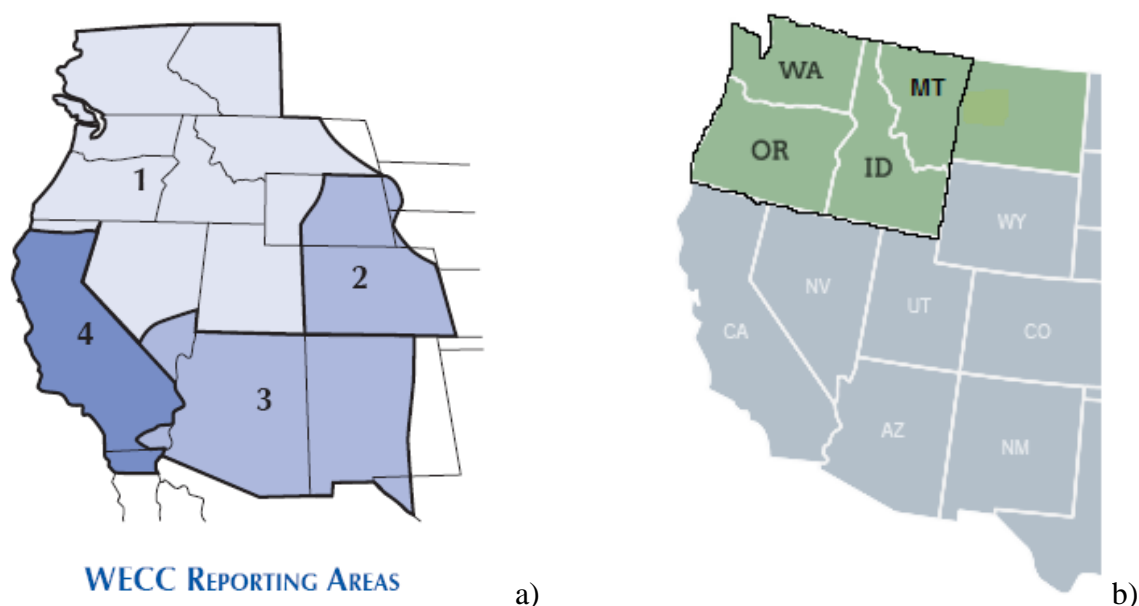 1
2
3
4
WECC REPORTING AREAS
a)
WA
MT
OR
ID
WY
NV
UT
CA
CO
AZ
NM
b)